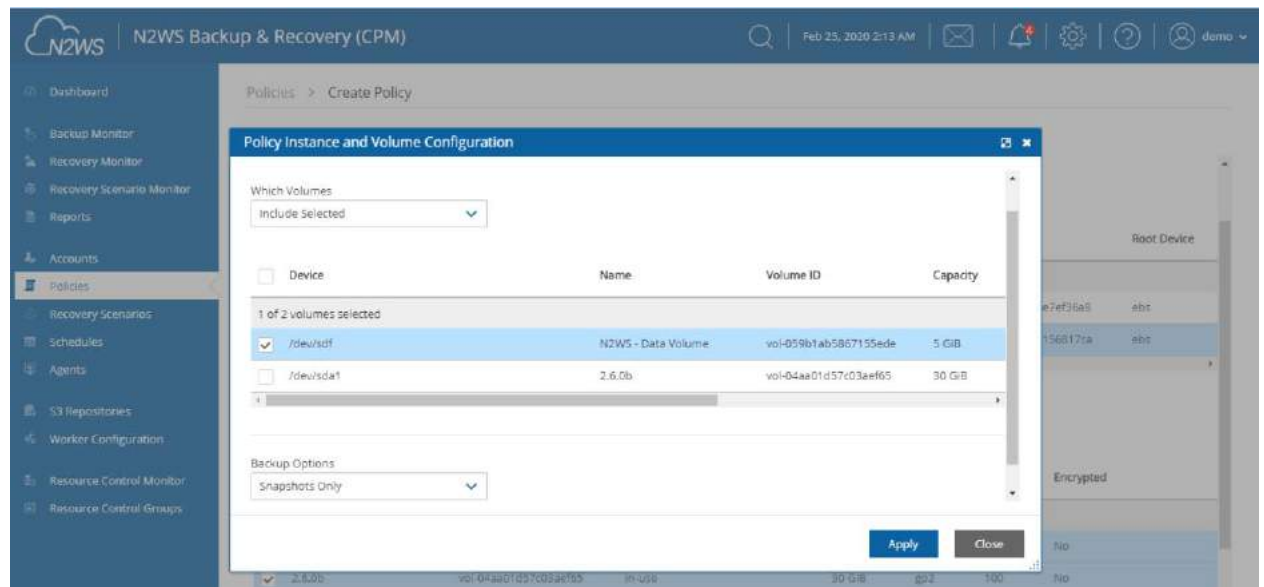 N2WS N2WS Backup & Recovery (CPM) Feb 25, 2020 2:13 AM demo
Dashboard
Policies > Create Policy
Backup Monitor
Recovery Monitor
Recovery Scenario Monitor
Reports
Accounts
Policies
Recovery Scenarios
Schedules
Agents
S3 Repositories
Worker Configuration
Resource Control Monitor
Resource Control Groups
Policy Instance and Volume Configuration
Which Volumes
Include Selected
Device Name Volume ID Capacity
1 of 2 volumes selected
/dev/sdf N2WS - Data Volume vol-059b1ab5867155ede 5 GiB
/dev/sda1 2.6.0b vol-04aa01d57c03aef65 30 GiB
Backup Options
Snapshots Only
Apply Close
Root Device
e7ef36a8 ebs
156817ca ebs
Encrypted
No
2.6.0b vol-04aa01d57c03aef65 in-use 30 GiB gp2 100 No